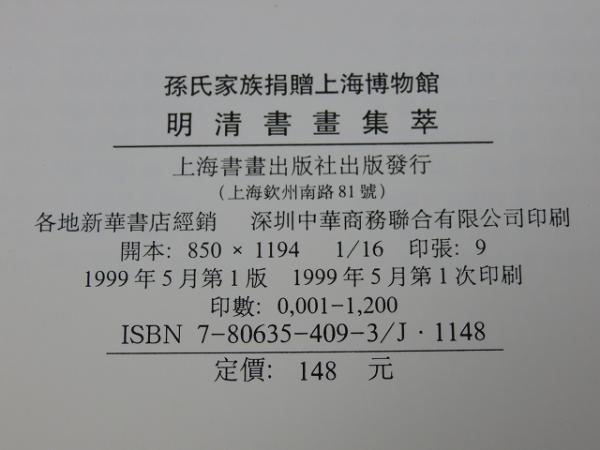 孫氏家族捐贈上海博物館
明清書畫集萃
上海書畫出版社出版發行
(上海欽州南路81號)
各地新華書店經銷 深圳中華商務聯合有限公司印刷
開本: 850 × 1194 1/16 印張: 9
1999年5月第1版 1999年5月第1次印刷
印數: 0,001-1,200
ISBN 7-80635-409-3/J·1148
定價: 148 元